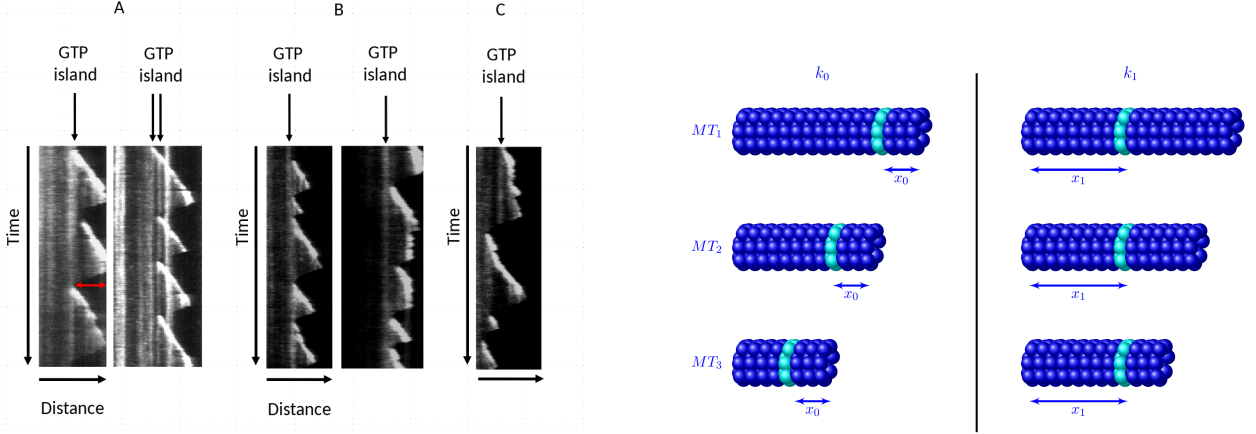 A
B
C
GTP
island
GTP
island
GTP
island
GTP
island
GTP
island
Time
Time
Time
Distance
Distance
k₀
k₁
MT₁
x₀
x₁
MT₂
x₀
x₁
MT₃
x₀
x₁